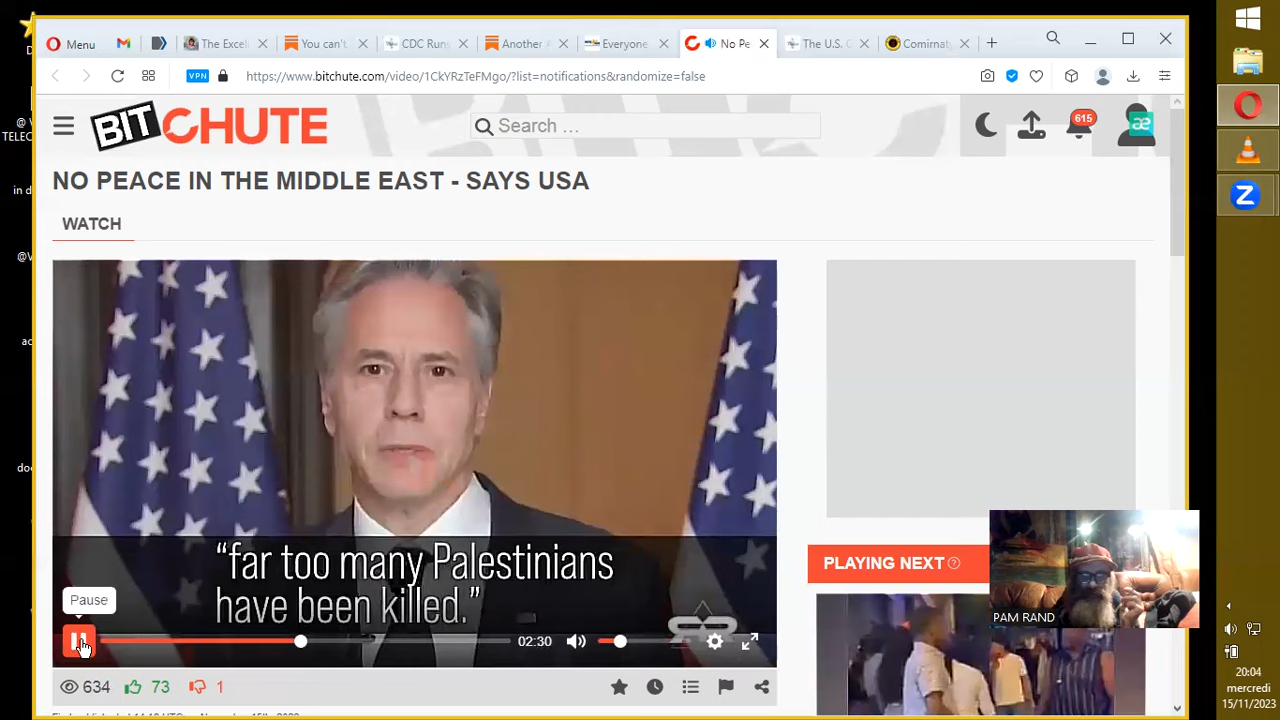 Menu
The Excel
You can't
CDC Run
Another
Everyone
No Pe
The U.S. C
Comirnaty
VPN
https://www.bitchute.com/video/1CkYRzTeFMgo/?list=notifications&randomize=false
BITCHUTE
Search ...
615
æ
NO PEACE IN THE MIDDLE EAST - SAYS USA
WATCH
“far too many Palestinians
have been killed.”
Pause
02:30
PLAYING NEXT
PAM RAND
634
73
1
20:04
mercredi
15/11/2023